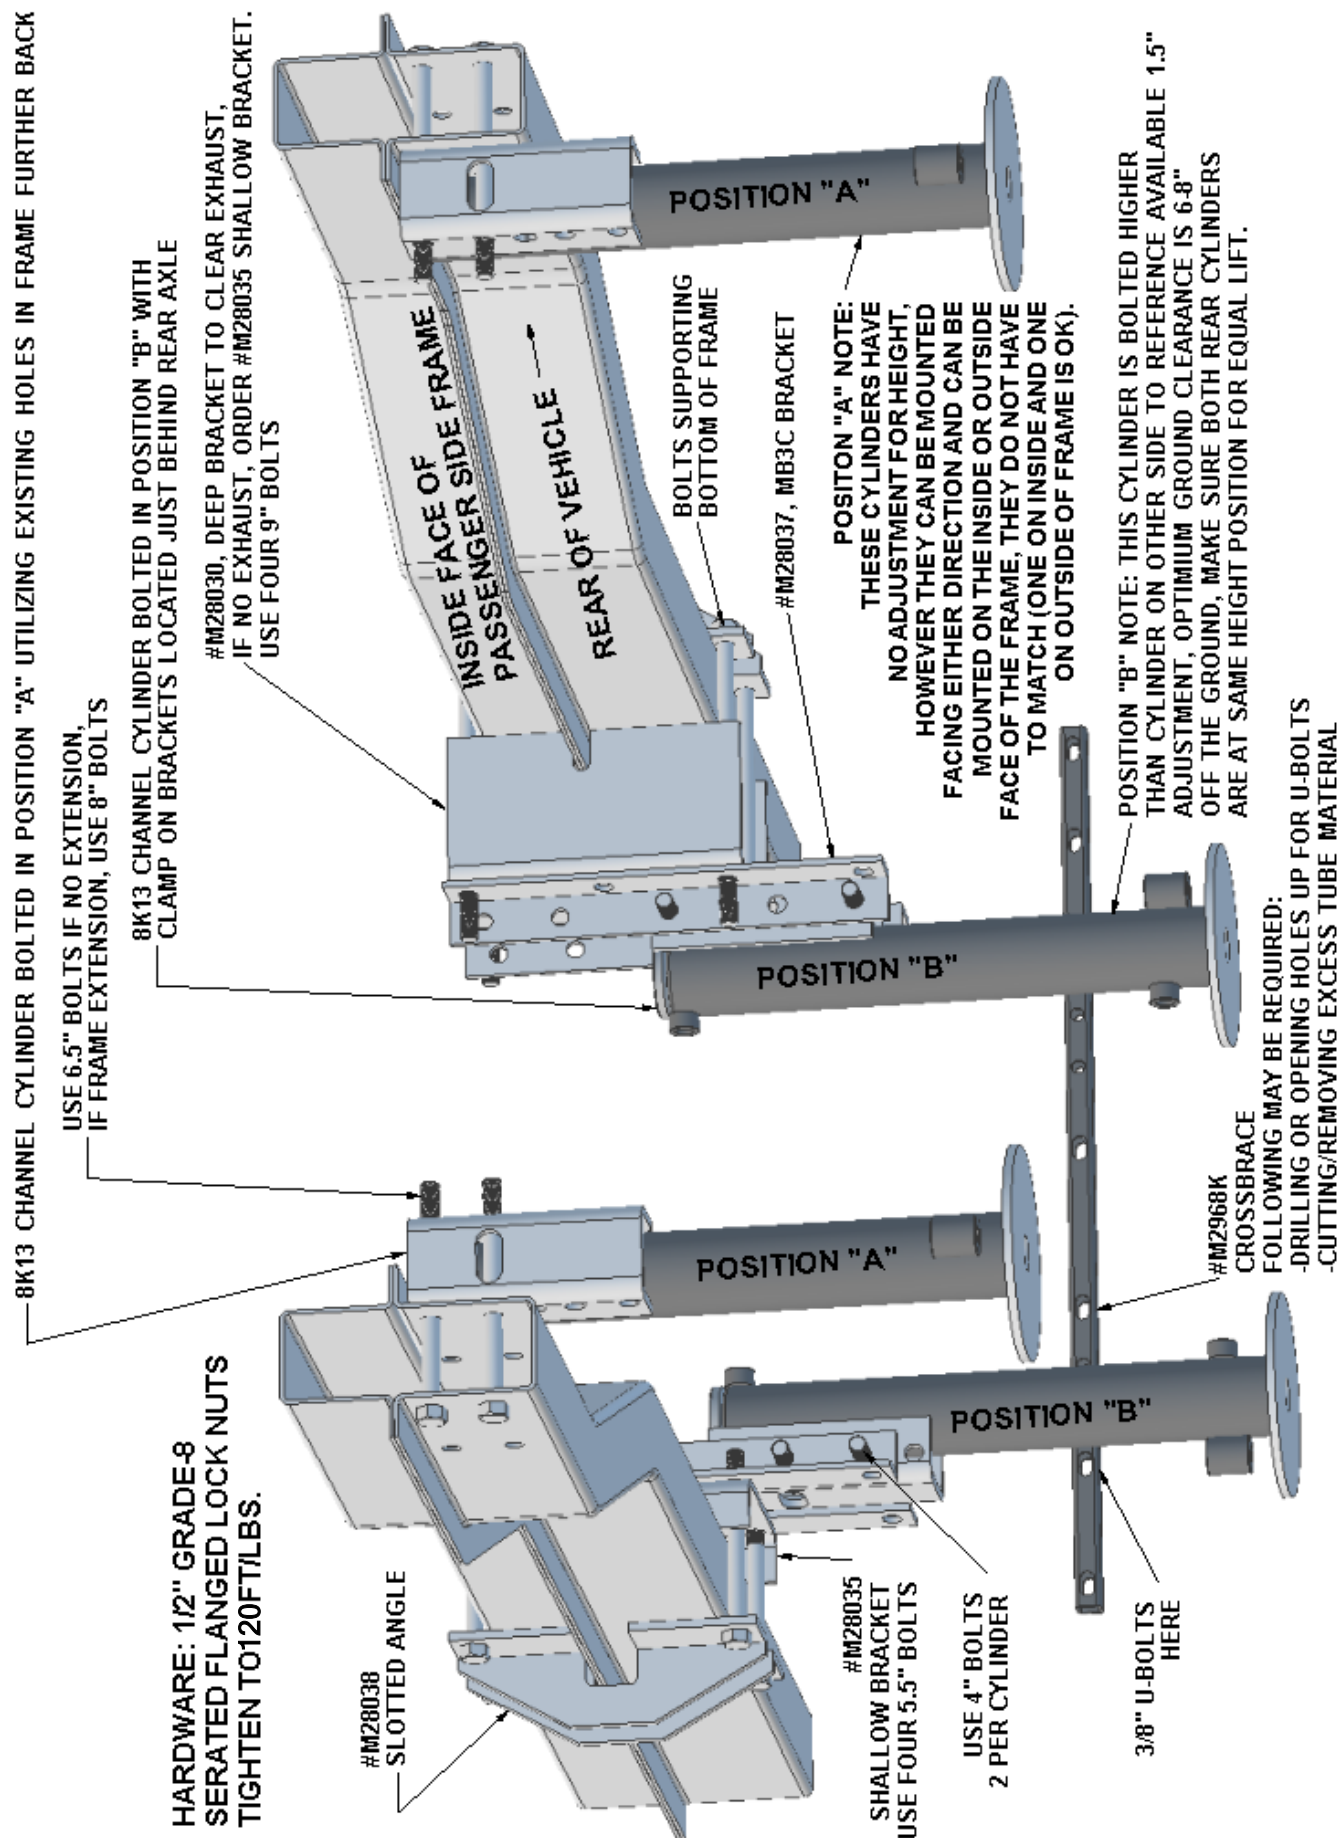 8K13 CHANNEL CYLINDER BOLTED IN POSITION "A" UTILIZING EXISTING HOLES IN FRAME FURTHER BACK
USE 6.5" BOLTS IF NO EXTENSION,
IF FRAME EXTENSION, USE 8" BOLTS
8K13 CHANNEL CYLINDER BOLTED IN POSITION "B" WITH
CLAMP ON BRACKETS LOCATED JUST BEHIND REAR AXLE
#M28030, DEEP BRACKET TO CLEAR EXHAUST,
IF NO EXHAUST, ORDER #M28035 SHALLOW BRACKET.
USE FOUR 9" BOLTS
HARDWARE: 1/2" GRADE-8
SERATED FLANGED LOCK NUTS
TIGHTEN TO120FT/LBS.
#M28038
SLOTTED ANGLE
INSIDE FACE OF
PASSENGER SIDE FRAME
REAR OF VEHICLE
POSITION "A"
POSITION "A"
POSITION "B"
POSITION "B"
BOLTS SUPPORTING
BOTTOM OF FRAME
#M28037, MB3C BRACKET
POSITON "A" NOTE:
THESE CYLINDERS HAVE
NO ADJUSTMENT FOR HEIGHT,
HOWEVER THEY CAN BE MOUNTED
FACING EITHER DIRECTION AND CAN BE
MOUNTED ON THE INSIDE OR OUTSIDE
FACE OF THE FRAME, THEY DO NOT HAVE
TO MATCH (ONE ON INSIDE AND ONE
ON OUTSIDE OF FRAME IS OK).
#M28035
SHALLOW BRACKET
USE FOUR 5.5" BOLTS
USE 4" BOLTS
2 PER CYLINDER
3/8" U-BOLTS
HERE
POSITION "B" NOTE: THIS CYLINDER IS BOLTED HIGHER
THAN CYLINDER ON OTHER SIDE TO REFERENCE AVAILABLE 1.5"
ADJUSTMENT, OPTIMIUM GROUND CLEARANCE IS 6-8"
OFF THE GROUND, MAKE SURE BOTH REAR CYLINDERS
ARE AT SAME HEIGHT POSITION FOR EQUAL LIFT.
#M2968K
CROSSBRACE
FOLLOWING MAY BE REQUIRED:
-DRILLING OR OPENING HOLES UP FOR U-BOLTS
-CUTTING/REMOVING EXCESS TUBE MATERIAL